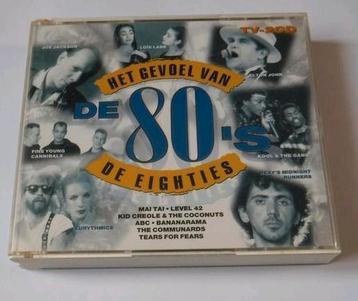 TV-2CD
JOE JACKSON
LOIS LANE
ELTON JOHN
HET GEVOEL VAN
DE 80'S
DE EIGHTIES
FINE YOUNG
CANNIBALS
KOOL & THE GANG
DEXY'S MIDNIGHT
RUNNERS
EURYTHMICS
MAI TAI • LEVEL 42
KID CREOLE & THE COCONUTS
ABC • BANANARAMA
THE COMMUNARDS
TEARS FOR FEARS